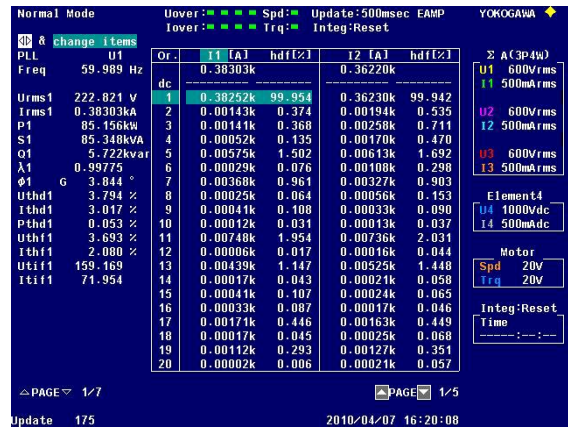 Normal Mode Uover: Spd: Update:500msec EAMP YOKOGAWA
Iover: Trq: Integ:Reset
& change items
PLL U1 Or. I1 [A] hdf[%] I2 [A] hdf[%] Σ A(3P4W)
Freq 59.989 Hz 0.38303k 0.36220k U1 600Vrms
dc -------- -------- -------- -------- I1 500mArms
Urms1 222.821 V 1 0.38252k 99.954 0.36230k 99.942
Irms1 0.38303kA 2 0.00143k 0.374 0.00194k 0.535 U2 600Vrms
P1 85.156kW 3 0.00141k 0.368 0.00258k 0.711 I2 500mArms
S1 85.348kVA 4 0.00052k 0.135 0.00170k 0.470
Q1 5.722kvar 5 0.00575k 1.502 0.00613k 1.692 U3 600Vrms
λ1 0.99775 6 0.00029k 0.076 0.00108k 0.298 I3 500mArms
φ1 G 3.844 ° 7 0.00368k 0.961 0.00327k 0.903
Uthd1 3.794 % 8 0.00025k 0.064 0.00056k 0.153 Element4
Ithd1 3.017 % 9 0.00041k 0.108 0.00033k 0.090 U4 1000Vdc
Pthd1 0.053 % 10 0.00012k 0.031 0.00013k 0.037 I4 500mAdc
Uthf1 3.693 % 11 0.00748k 1.954 0.00736k 2.031
Ithf1 2.080 % 12 0.00006k 0.017 0.00016k 0.044 Motor
Utif1 159.169 13 0.00439k 1.147 0.00525k 1.448 Spd 20V
Itif1 71.954 14 0.00017k 0.043 0.00021k 0.058 Trq 20V
15 0.00041k 0.107 0.00024k 0.065
16 0.00033k 0.087 0.00017k 0.046 Integ:Reset
17 0.00171k 0.446 0.00163k 0.449 Time
18 0.00017k 0.045 0.00025k 0.068 -----:--:--
19 0.00112k 0.293 0.00127k 0.351
20 0.00002k 0.006 0.00021k 0.057
△PAGE▽ 1/7 ▲PAGE▼ 1/5
Update 175 2010/04/07 16:20:08